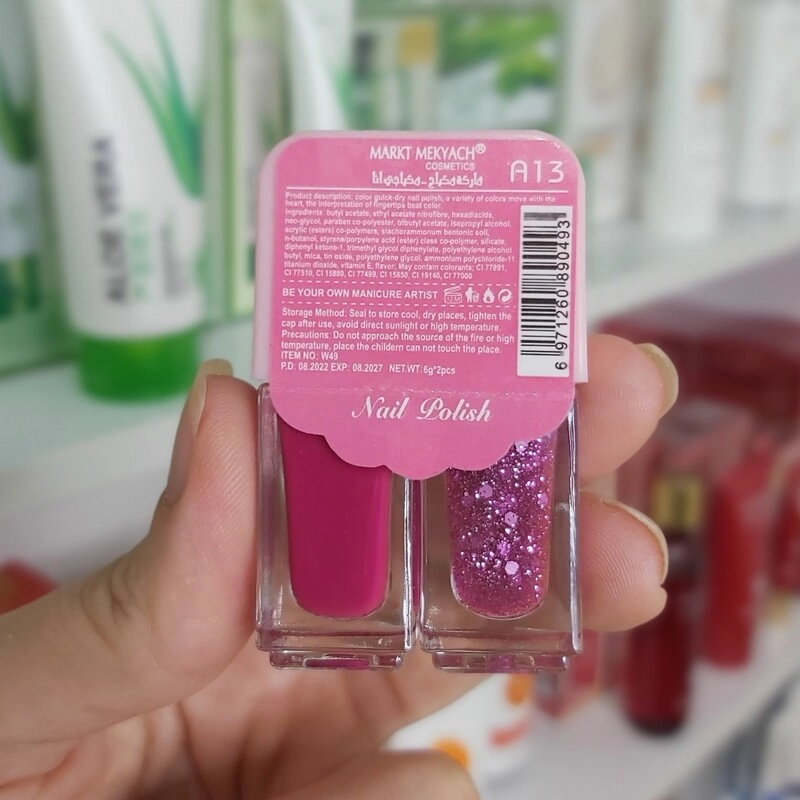 MARKT MEKYACH®
COSMETICS
ماركة مكياج - مكياجي انا
A13
Product description: color quick-dry nail polish, a variety of colors move with the
heart, the interpretation of fingertips boat color.
Ingredients: butyl acetate, ethyl acetate nitrofibre, hexadiacids,
neo-glycol, paraben co-polyester, tributyl acetate, Isopropyl alcohol.
acrylic (esters) co-polymers, siachorammonum bentonic soil,
n-butanol, styrene/porpylene acid (ester) class co-polymer, silicate,
diphenyl ketone-1, trimethyl glycol diphenylate, polyethylene alcohol
butyl, mica, tin oxide, polyethylene glycol, ammonium polychloride-11
titanium dioxide, vitamin E, flavor; May contain colorants; CI 77891,
CI 77510, CI 15880, CI 77499, CI 15850, CI 19140, CI 77000
BE YOUR OWN MANICURE ARTIST
Storage Method: Seal to store cool, dry places, tighten the
cap after use, avoid direct sunlight or high temperature.
Precautions: Do not approach the source of the fire or high
temperature, place the childern can not touch the place.
ITEM NO: W49
P.D: 08.2022 EXP: 08.2027 NET.WT: 6g*2pcs
6 971260 890493
Nail Polish
ALOE VERA